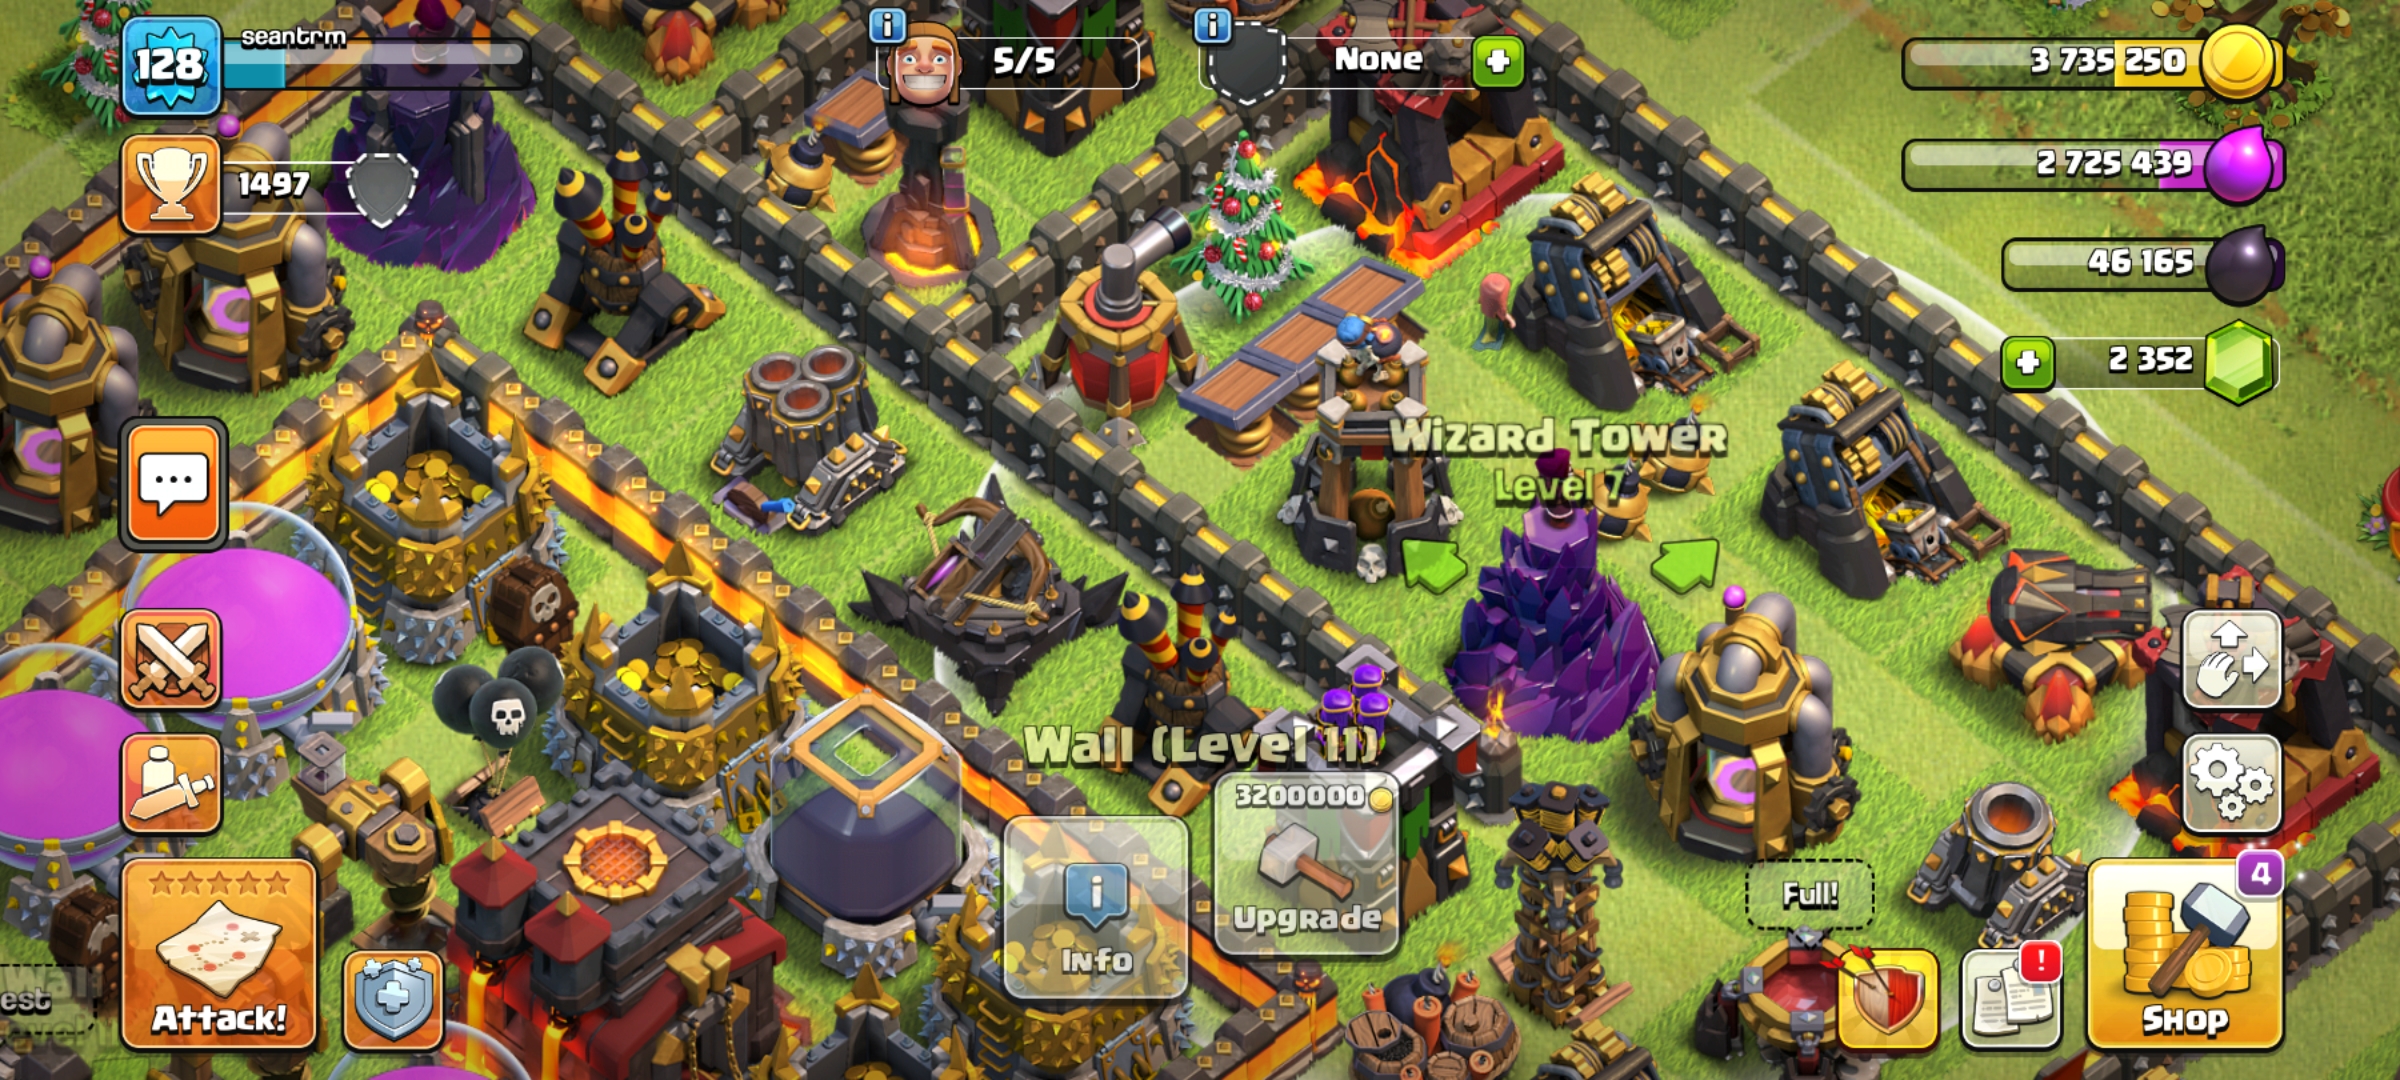 seantrm
128
5/5
None
3 735 250
1497
2 725 439
46 165
2 352
Wizard Tower
Level 7
Wall (Level 11)
3200000
Upgrade
Info
Full!
4
!
est
Attack!
Shop